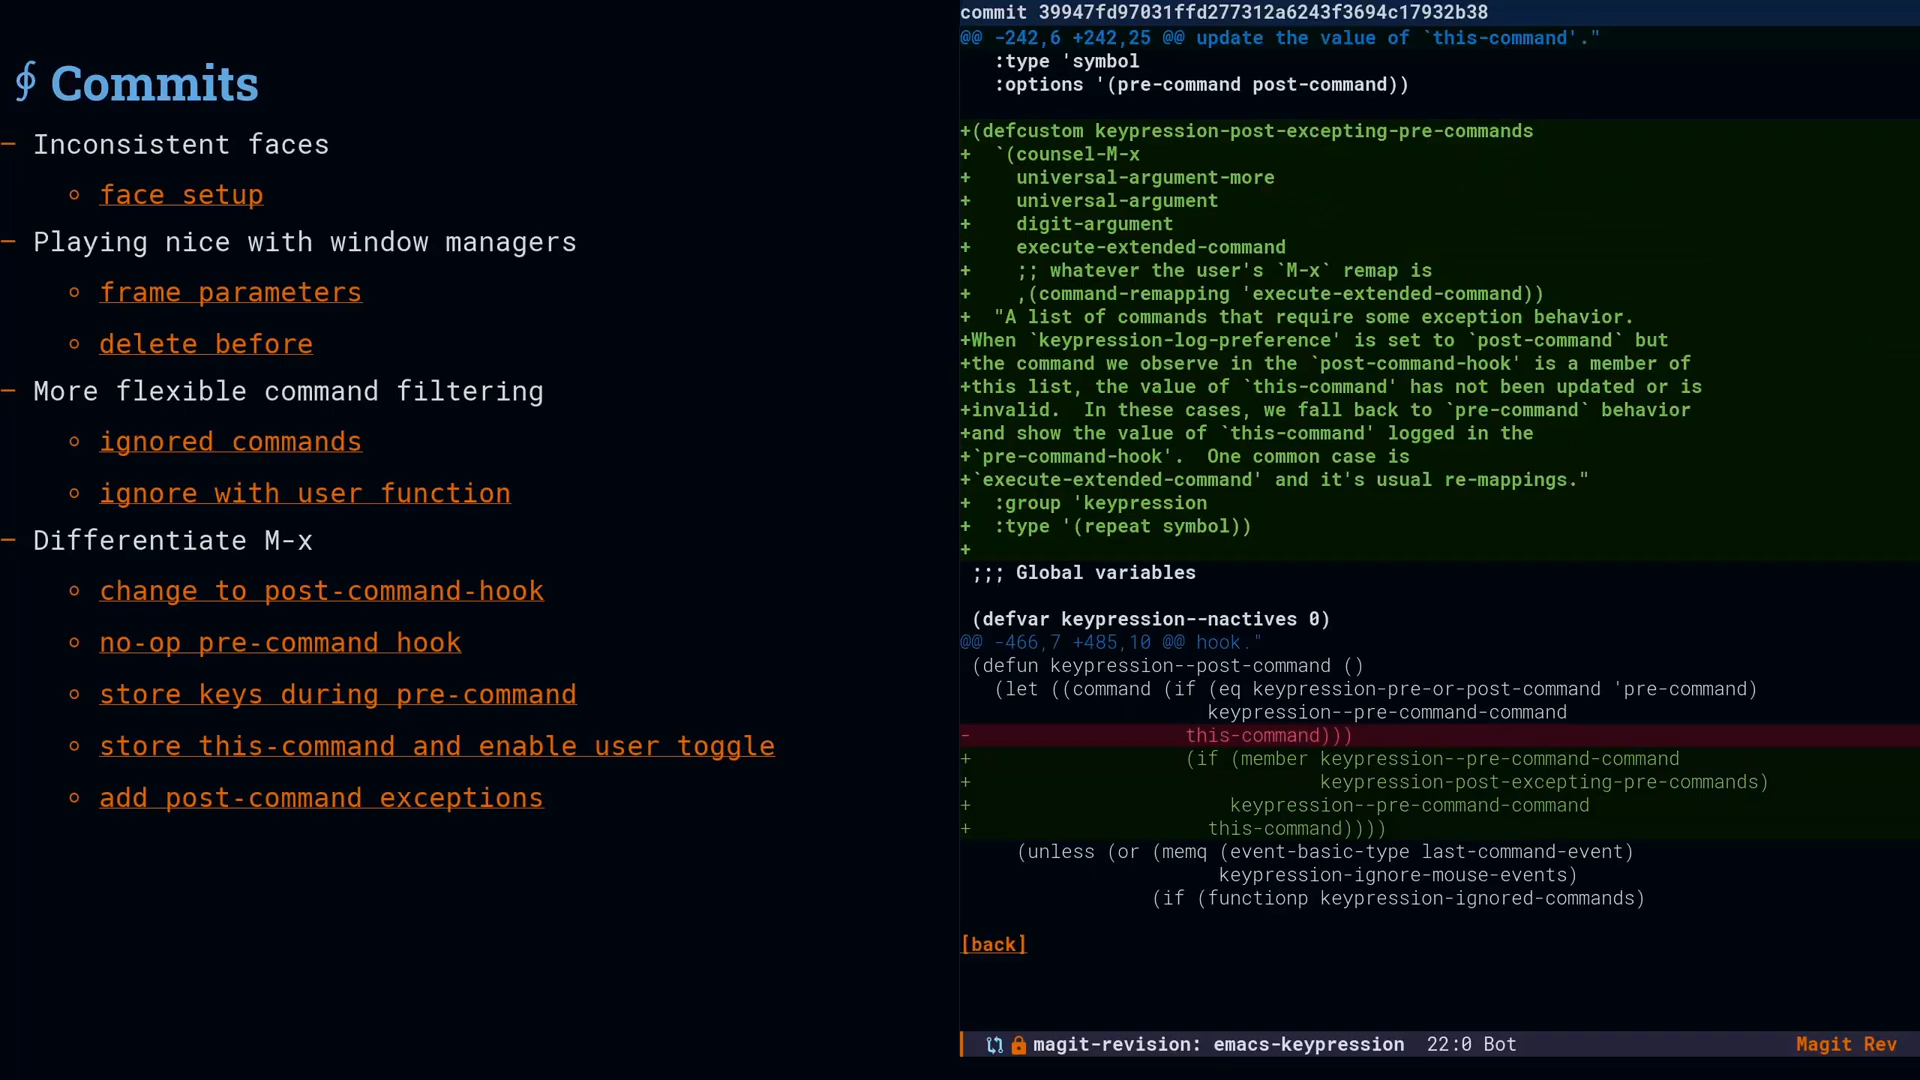 ∮ Commits
— Inconsistent faces
∘ face setup
— Playing nice with window managers
∘ frame parameters
∘ delete before
— More flexible command filtering
∘ ignored commands
∘ ignore with user function
— Differentiate M-x
∘ change to post-command-hook
∘ no-op pre-command hook
∘ store keys during pre-command
∘ store this-command and enable user toggle
∘ add post-command exceptions
commit 39947fd97031ffd277312a6243f3694c17932b38
@@ -242,6 +242,25 @@ update the value of `this-command'."
   :type 'symbol
   :options '(pre-command post-command))
+(defcustom keypression-post-excepting-pre-commands
+  `(counsel-M-x
+    universal-argument-more
+    universal-argument
+    digit-argument
+    execute-extended-command
+    ;; whatever the user's `M-x` remap is
+    ,(command-remapping 'execute-extended-command))
+  "A list of commands that require some exception behavior.
+When `keypression-log-preference' is set to `post-command` but
+the command we observe in the `post-command-hook' is a member of
+this list, the value of `this-command' has not been updated or is
+invalid.  In these cases, we fall back to `pre-command` behavior
+and show the value of `this-command' logged in the
+`pre-command-hook'.  One common case is
+`execute-extended-command' and it's usual re-mappings."
+  :group 'keypression
+  :type '(repeat symbol))
+
 ;;; Global variables
 (defvar keypression--nactives 0)
@@ -466,7 +485,10 @@ hook."
 (defun keypression--post-command ()
   (let ((command (if (eq keypression-pre-or-post-command 'pre-command)
                      keypression--pre-command-command
-                   this-command)))
+                   (if (member keypression--pre-command-command
+                               keypression-post-excepting-pre-commands)
+                       keypression--pre-command-command
+                     this-command))))
     (unless (or (memq (event-basic-type last-command-event)
                       keypression-ignore-mouse-events)
                 (if (functionp keypression-ignored-commands)
[back]
magit-revision: emacs-keypression  22:0 Bot Magit Rev